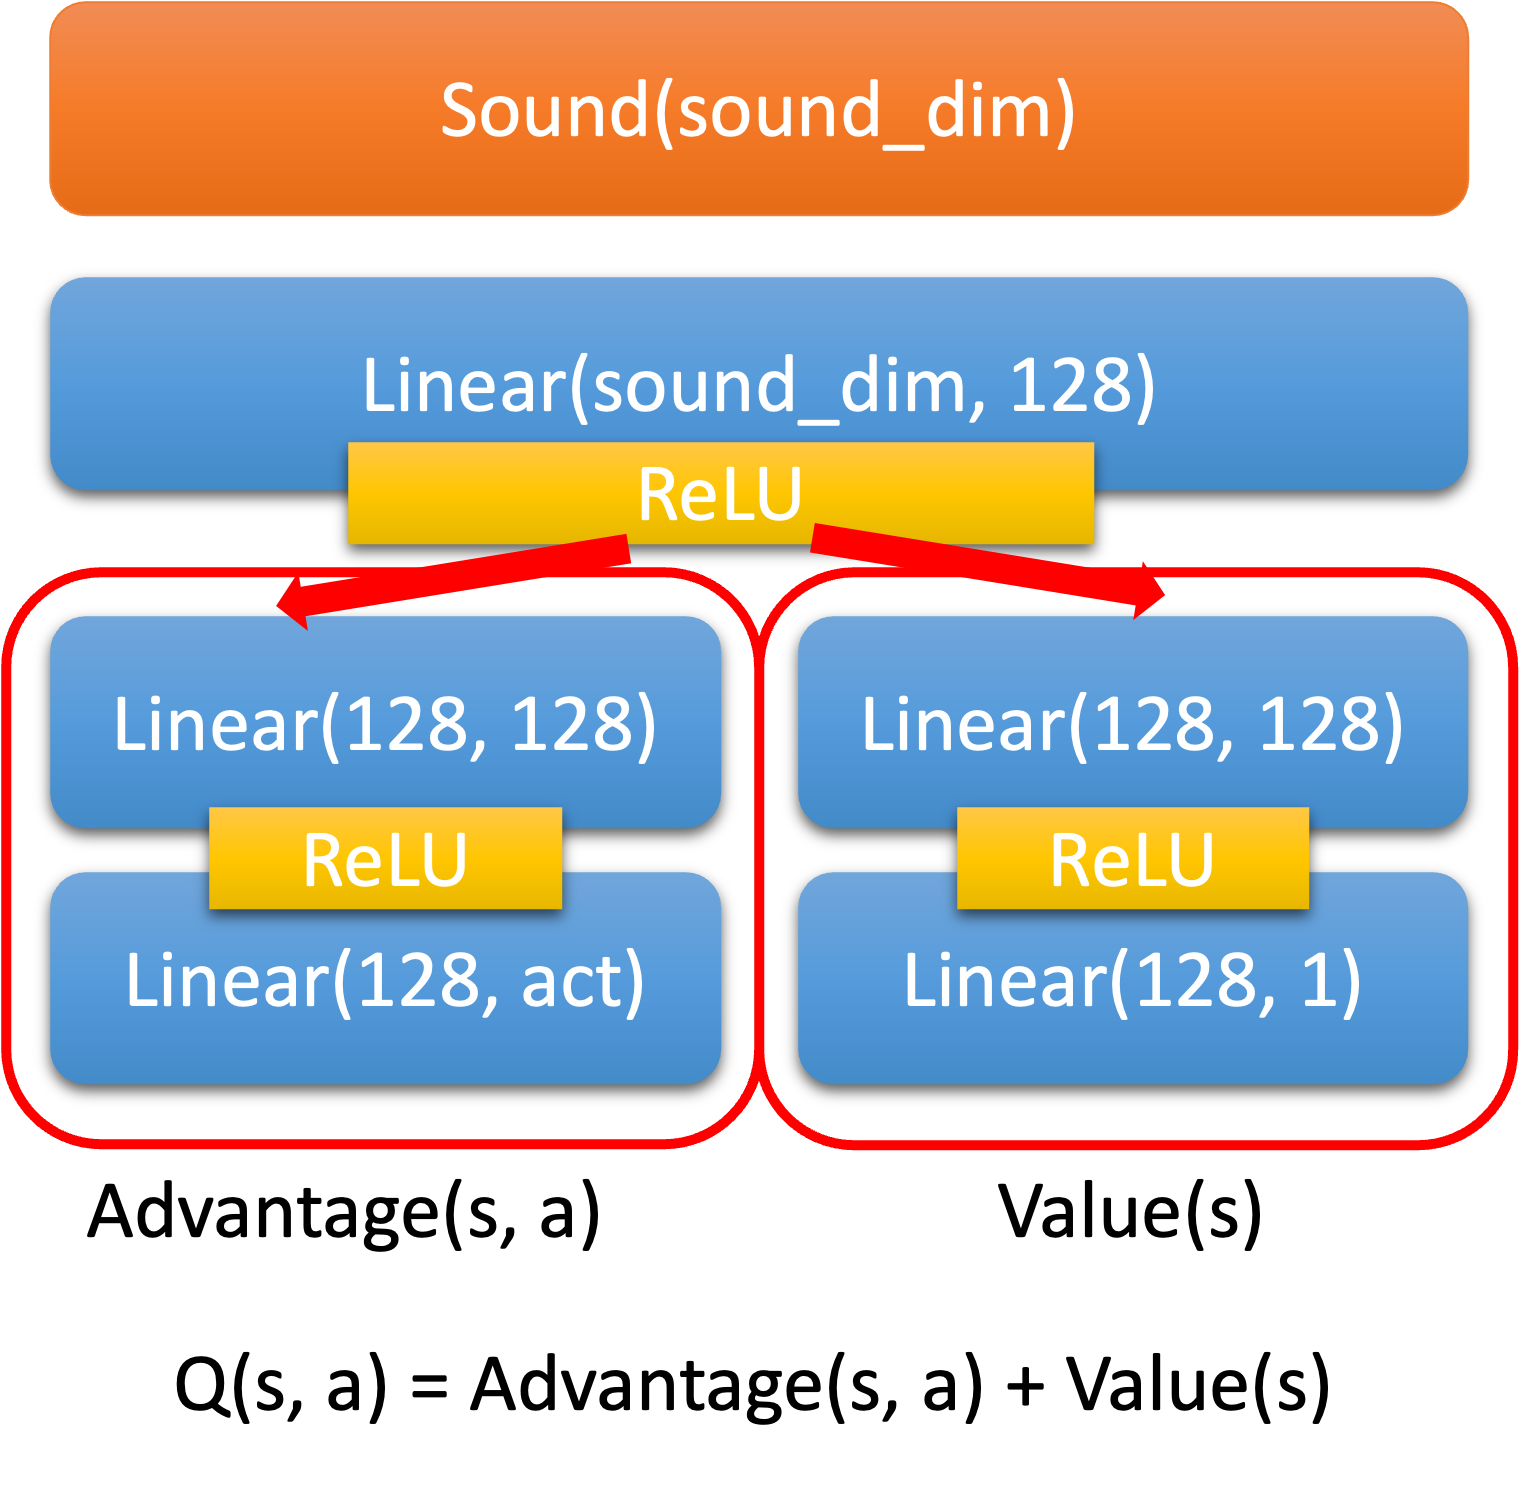 Sound(sound_dim)
Linear(sound_dim, 128)
ReLU
Linear(128, 128)
ReLU
Linear(128, act)
Advantage(s, a)
Linear(128, 128)
ReLU
Linear(128, 1)
Value(s)
Q(s, a) = Advantage(s, a) + Value(s)